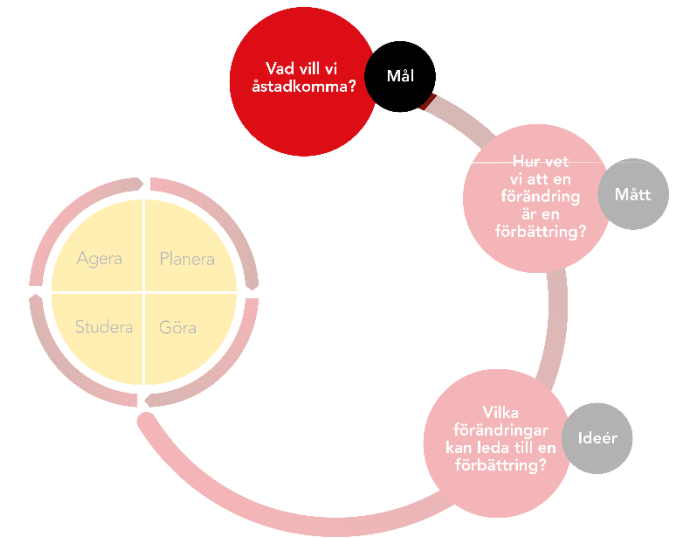 Vad vill vi
åstadkomma?
Mål
Hur vet
vi att en
förändring
är en
förbättring?
Mått
Vilka
förändringar
kan leda till en
förbättring?
Ideér
Agera
Planera
Studera
Göra